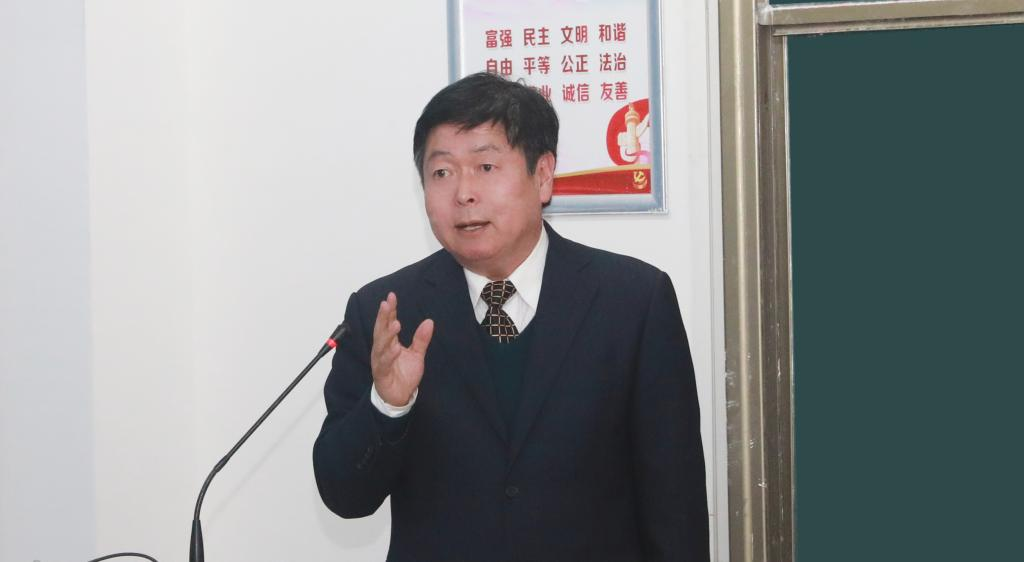 富强 民主 文明 和谐
自由 平等 公正 法治
诚信 友善